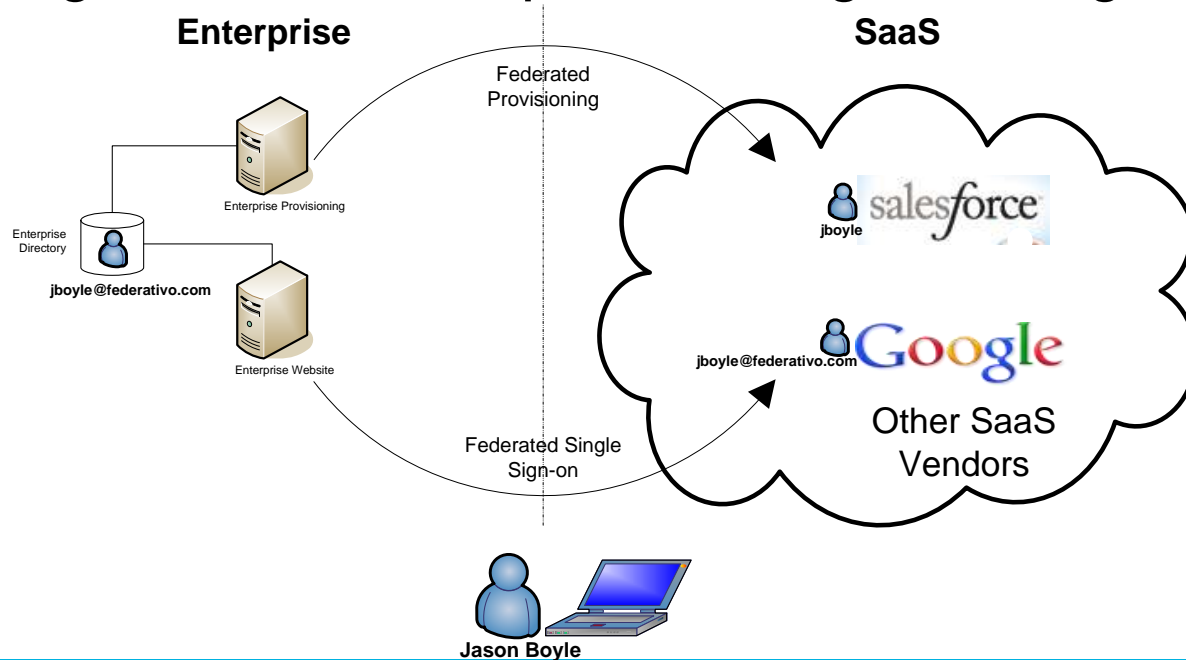 Enterprise
SaaS
Federated
Provisioning
Enterprise Provisioning
Enterprise
Directory
jboyle@federativo.com
Enterprise Website
salesforce
jboyle
Google
jboyle@federativo.com
Other SaaS
Vendors
Federated Single
Sign-on
Jason Boyle